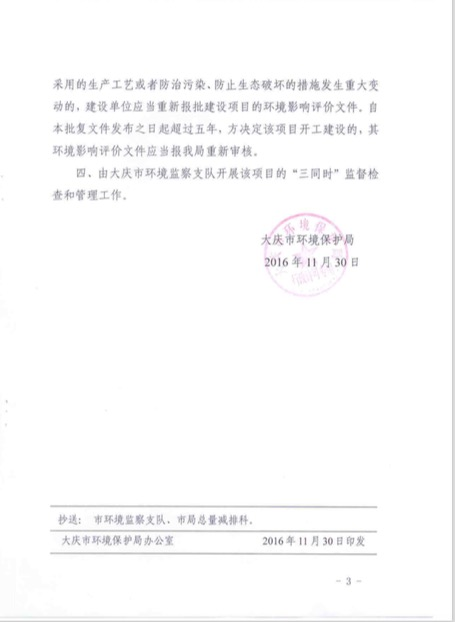 采用的生产工艺或者防治污染、防止生态破坏的措施发生重大变
动的，建设单位应当重新报批建设项目的环境影响评价文件。自
本批复文件发布之日起超过五年，方决定该项目开工建设的，其
环境影响评价文件应当报我局重新审核。
四、由大庆市环境监察支队开展该项目的“三同时”监督检
查和管理工作。
大庆市环境保护局
2016 年 11 月 30 日
抄送： 市环境监察支队、市局总量减排科。
大庆市环境保护局办公室 2016 年 11 月 30 日印发
- 3 -